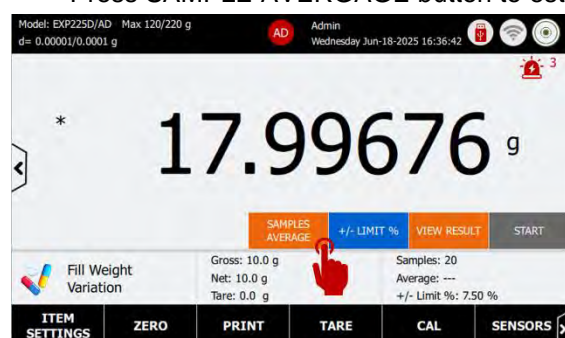 Press SAMPLE AVERGAGE button to set
Model: EXP225D/AD Max 120/220 g
d= 0.00001/0.0001 g
AD
Admin
Wednesday Jun-18-2025 16:36:42
3
*
17.99676 g
SAMPLES
AVERAGE
+/- LIMIT %
VIEW RESULT
START
Fill Weight
Variation
Gross: 10.0 g
Net: 10.0 g
Tare: 0.0 g
Samples: 20
Average: ---
+/- Limit %: 7.50 %
ITEM
SETTINGS
ZERO
PRINT
TARE
CAL
SENSORS